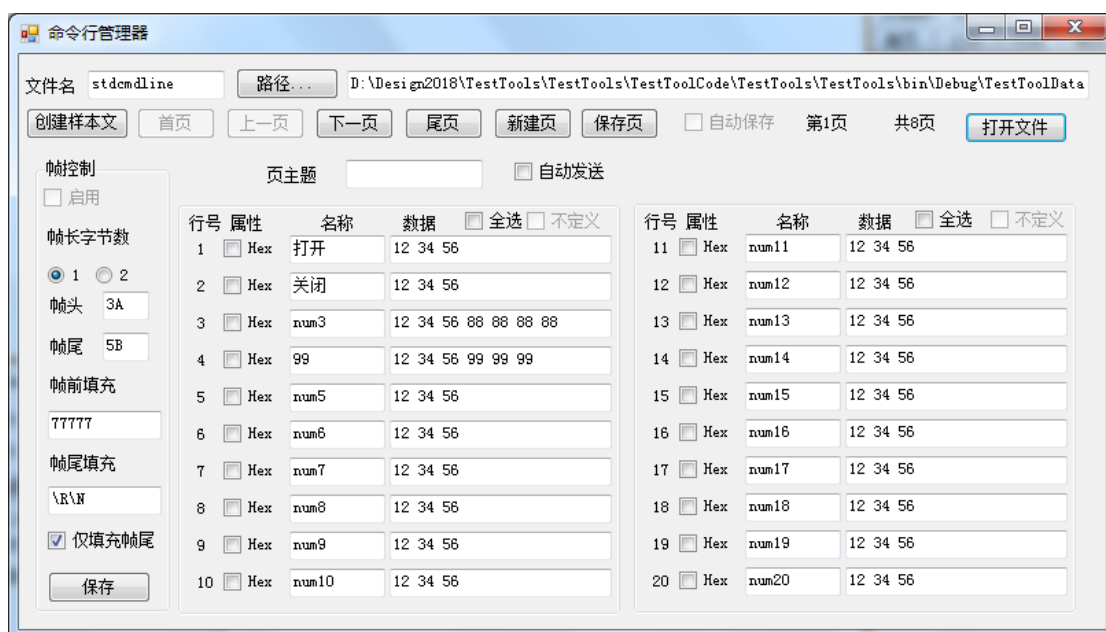 命令行管理器
文件名 stdcmdline 路径... D:\Design2018\TestTools\TestTools\TestToolCode\TestTools\TestTools\bin\Debug\TestToolData
创建样本文 首页 上一页 下一页 尾页 新建页 保存页 自动保存 第1页 共8页 打开文件
页主题 自动发送
帧控制
启用
帧长字节数
1 2
帧头 3A
帧尾 5B
帧前填充
77777
帧尾填充
\R\N
仅填充帧尾
保存
行号 属性 名称 数据 全选 不定义
1 Hex 打开 12 34 56
2 Hex 关闭 12 34 56
3 Hex num3 12 34 56 88 88 88 88
4 Hex 99 12 34 56 99 99 99
5 Hex num5 12 34 56
6 Hex num6 12 34 56
7 Hex num7 12 34 56
8 Hex num8 12 34 56
9 Hex num9 12 34 56
10 Hex num10 12 34 56
行号 属性 名称 数据 全选 不定义
11 Hex num11 12 34 56
12 Hex num12 12 34 56
13 Hex num13 12 34 56
14 Hex num14 12 34 56
15 Hex num15 12 34 56
16 Hex num16 12 34 56
17 Hex num17 12 34 56
18 Hex num18 12 34 56
19 Hex num19 12 34 56
20 Hex num20 12 34 56